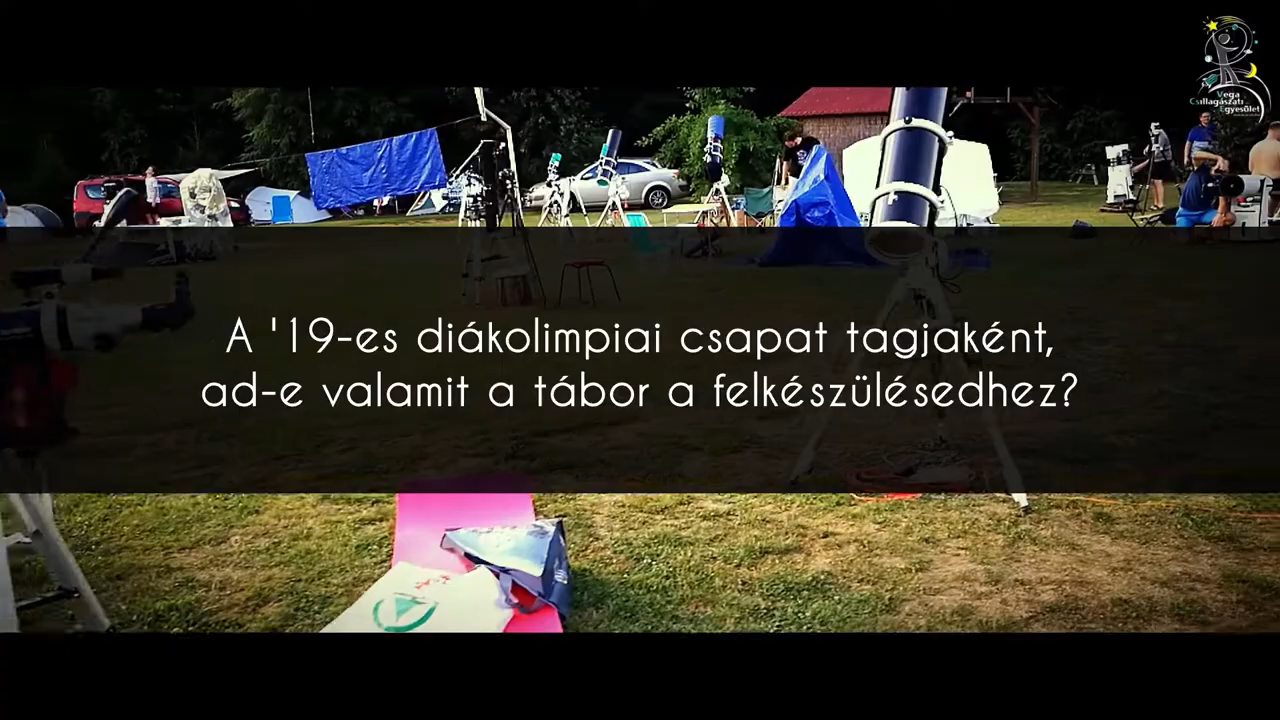 Vega
Csillagászati
Egyesület
A '19-es diákolimpiai csapat tagjaként,
ad-e valamit a tábor a felkészülésedhez?